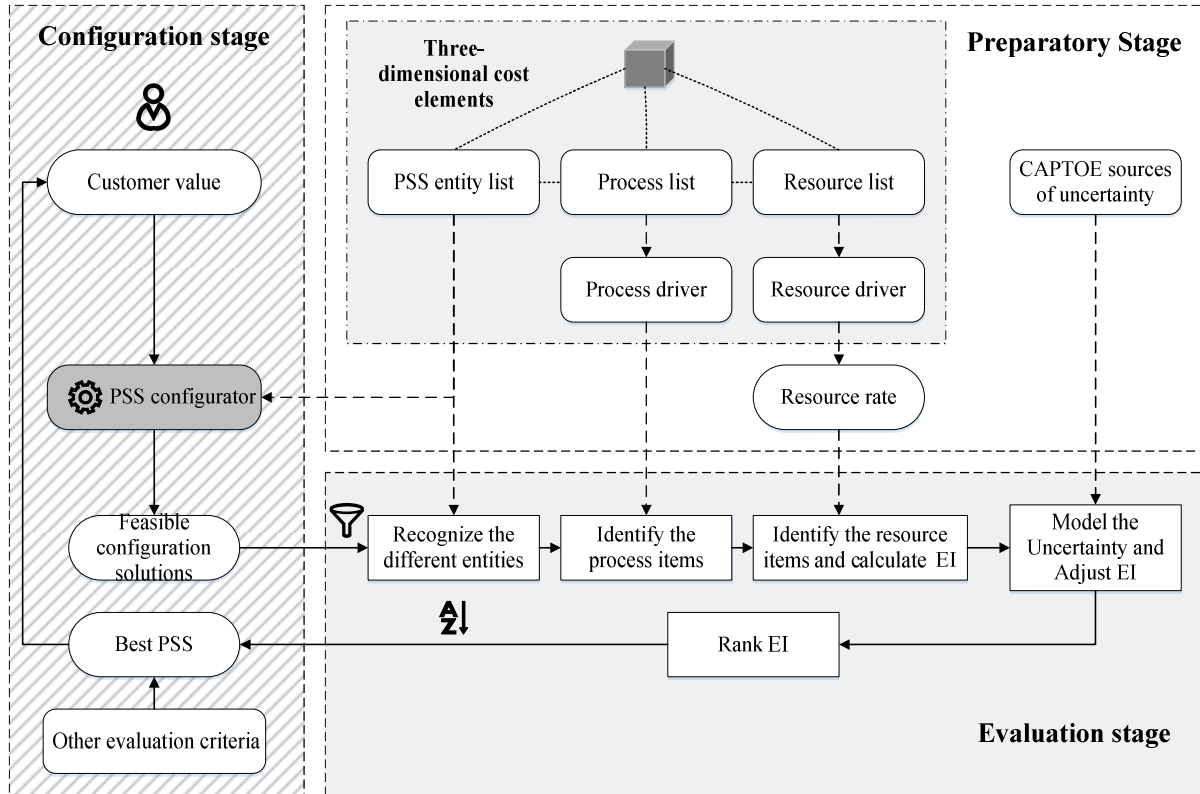 Configuration stage
Customer value
PSS configurator
Feasible
configuration
solutions
Best PSS
Other evaluation criteria
Three-
dimensional cost
elements
Preparatory Stage
PSS entity list
Process list
Resource list
CAPTOE sources
of uncertainty
Process driver
Resource driver
Resource rate
Recognize the
different entities
Identify the
process items
Identify the resource
items and calculate EI
Model the
Uncertainty and
Adjust EI
A
Z
Rank EI
Evaluation stage